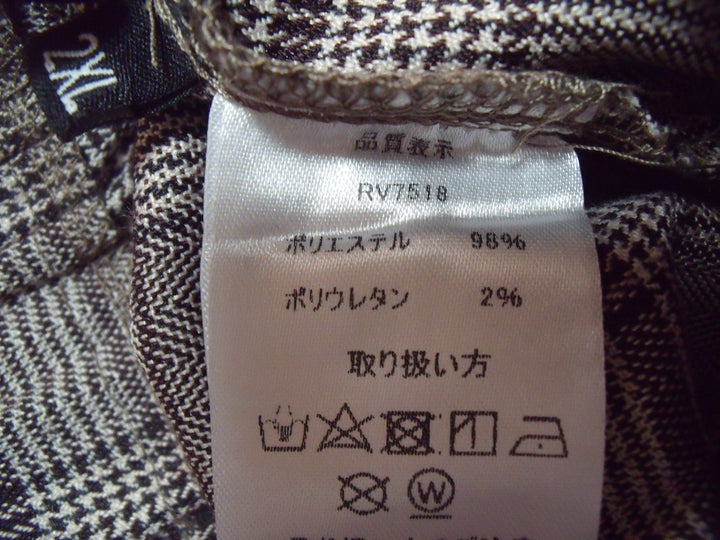 2XL
品質表示
RV7518
ポリエステル 98%
ポリウレタン 2%
取り扱い方
W